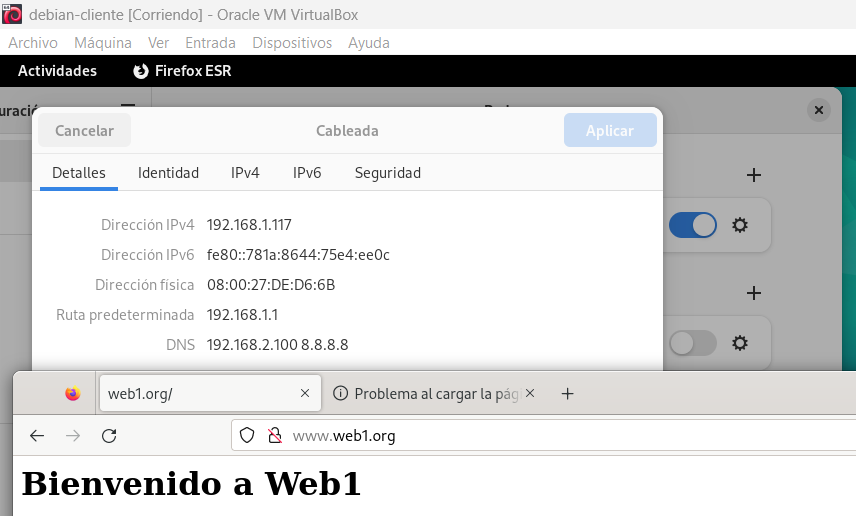 debian-cliente [Corriendo] - Oracle VM VirtualBox
Archivo Máquina Ver Entrada Dispositivos Ayuda
Actividades Firefox ESR
Cancelar Cableada Aplicar
Detalles Identidad IPv4 IPv6 Seguridad
Dirección IPv4 192.168.1.117
Dirección IPv6 fe80::781a:8644:75e4:ee0c
Dirección física 08:00:27:DE:D6:6B
Ruta predeterminada 192.168.1.1
DNS 192.168.2.100 8.8.8.8
web1.org/ Problema al cargar la pág
www.web1.org
Bienvenido a Web1